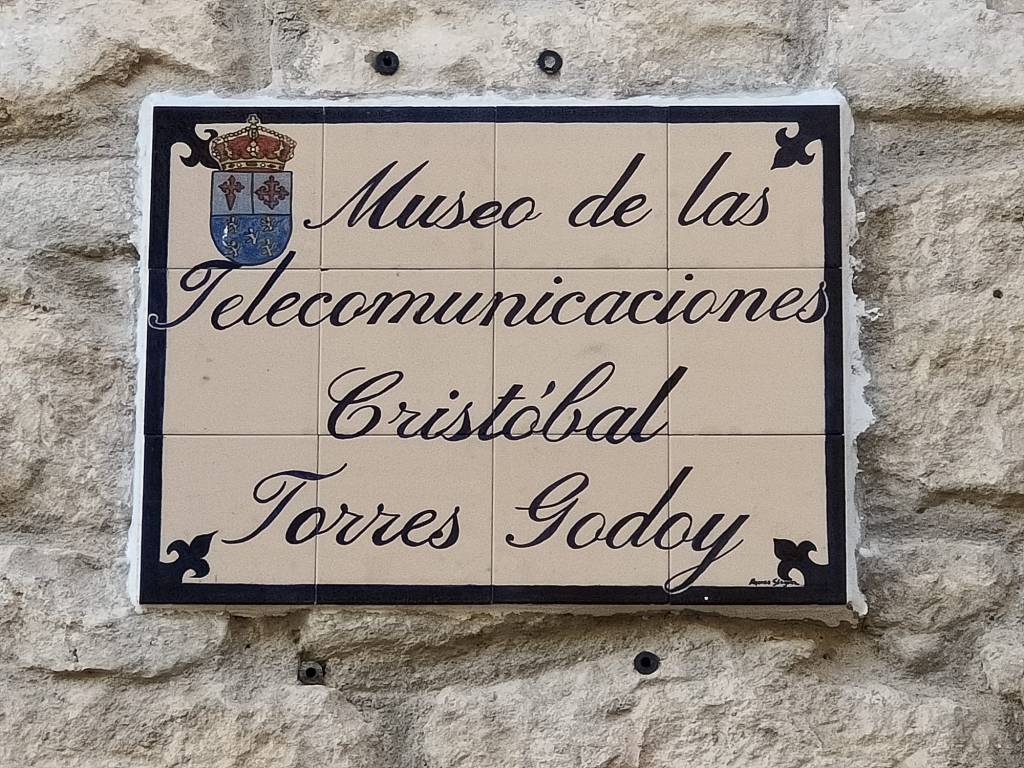 Museo de las
Telecomunicaciones
Cristóbal
Torres Godoy